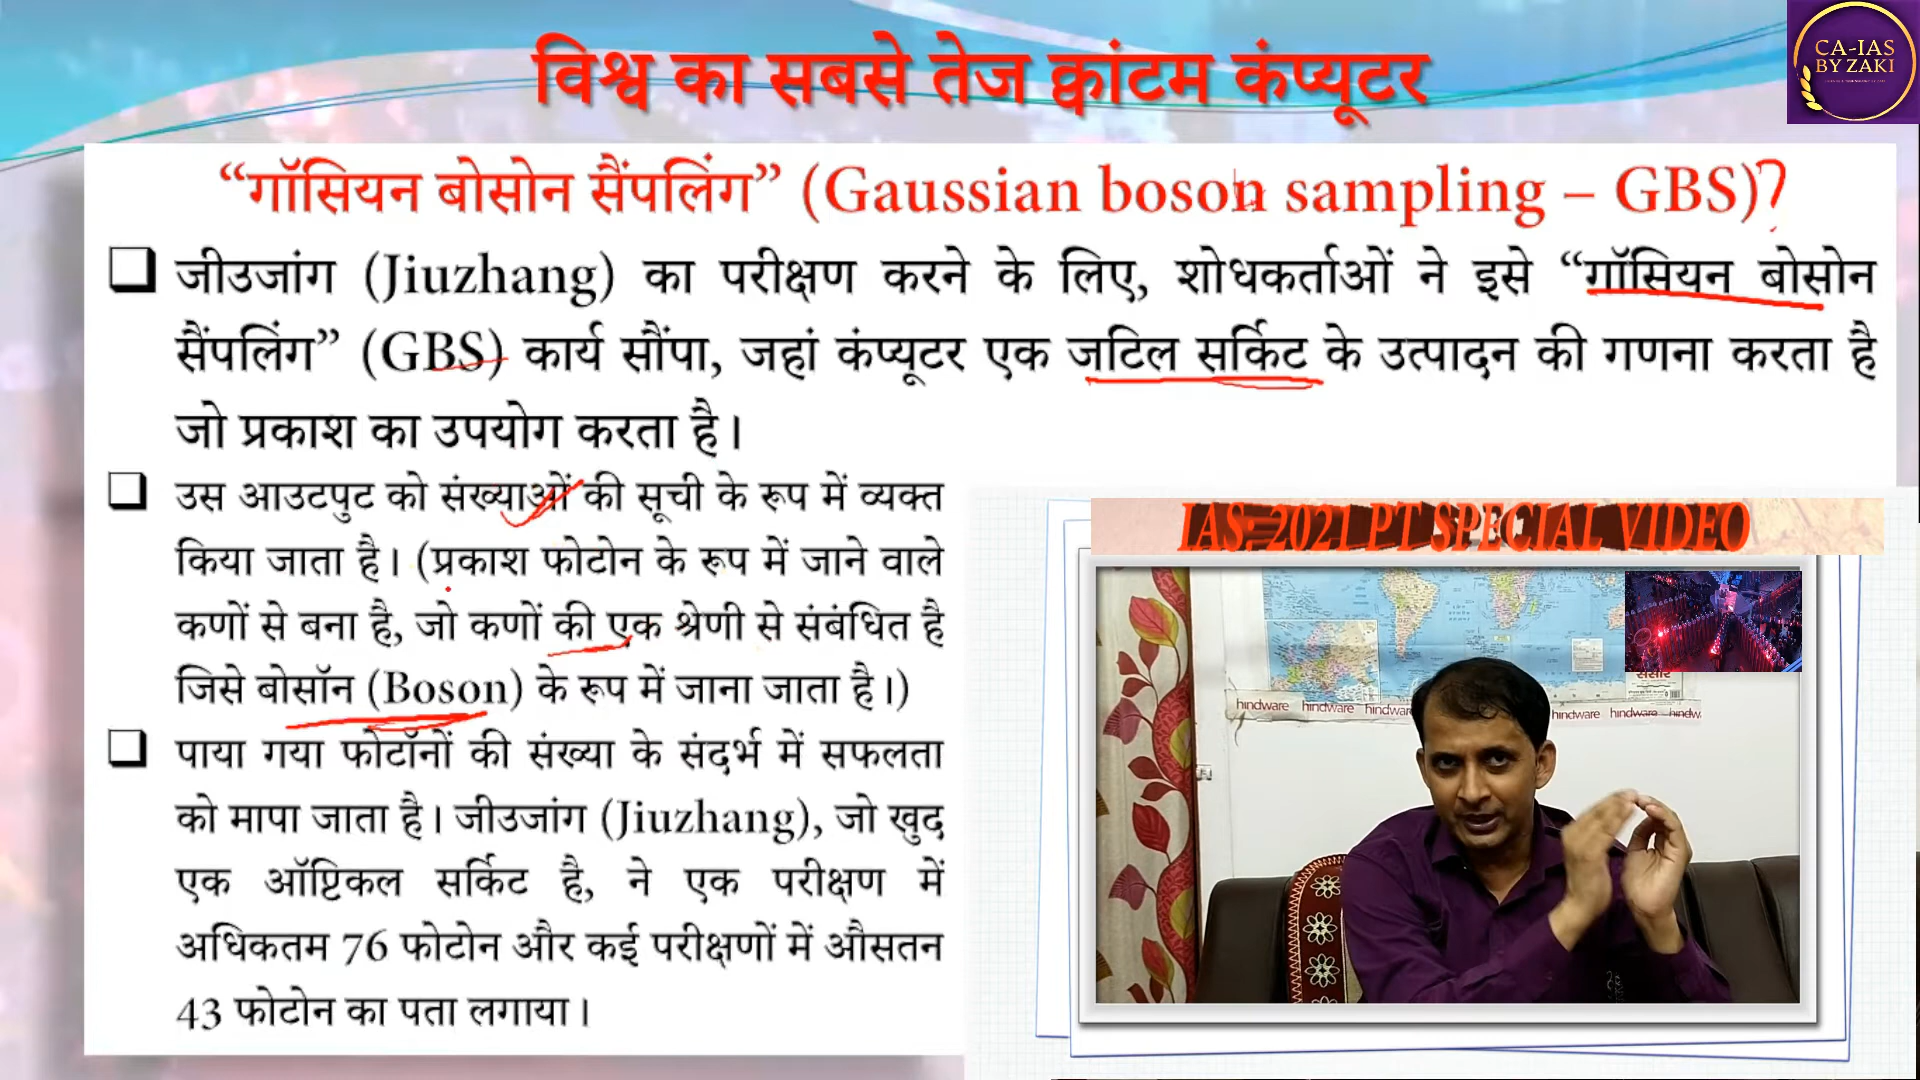 विश्व का सबसे तेज क्वांटम कंप्यूटर
CA-IAS
BY ZAKI
“गॉसियन बोसोन सैंपलिंग” (Gaussian boson sampling – GBS)?
जीउजांग (Jiuzhang) का परीक्षण करने के लिए, शोधकर्ताओं ने इसे “गॉसियन बोसोन
सैंपलिंग” (GBS) कार्य सौंपा, जहां कंप्यूटर एक जटिल सर्किट के उत्पादन की गणना करता है
जो प्रकाश का उपयोग करता है।
उस आउटपुट को संख्याओं की सूची के रूप में व्यक्त
किया जाता है। (प्रकाश फोटोन के रूप में जाने वाले
कणों से बना है, जो कणों की एक श्रेणी से संबंधित है
जिसे बोसॉन (Boson) के रूप में जाना जाता है।)
पाया गया फोटॉनों की संख्या के संदर्भ में सफलता
को मापा जाता है। जीउजांग (Jiuzhang), जो खुद
एक ऑप्टिकल सर्किट है, ने एक परीक्षण में
अधिकतम 76 फोटोन और कई परीक्षणों में औसतन
43 फोटोन का पता लगाया।
IAS- 2021 PT SPECIAL VIDEO
संसार
hindware hindware hindware hindware hindware hindw